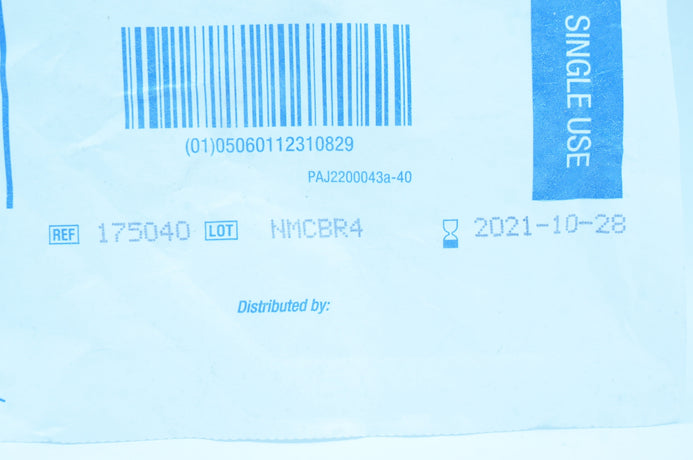 SINGLE USE
(01)05060112310829
PAJ2200043a-40
REF 175040 LOT NMCBR4 2021-10-28
Distributed by: